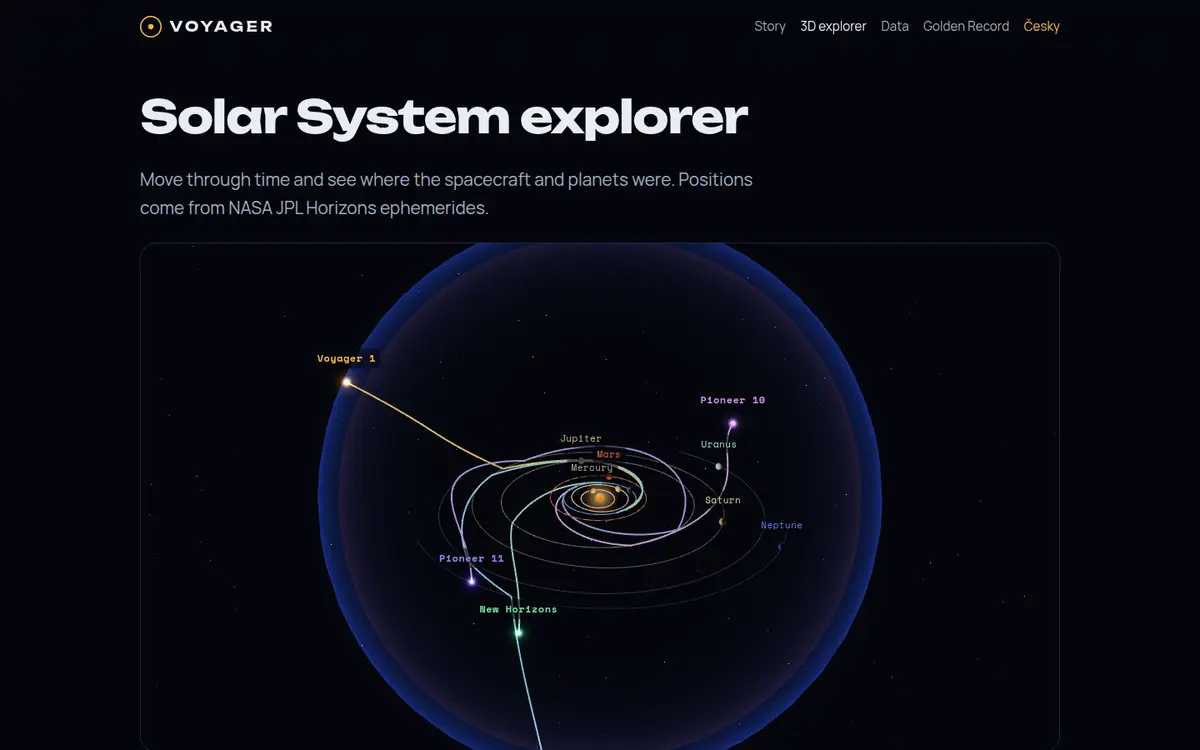 VOYAGER
Story
3D explorer
Data
Golden Record
Česky
Solar System explorer
Move through time and see where the spacecraft and planets were. Positions
come from NASA JPL Horizons ephemerides.
Voyager 1
Pioneer 10
Jupiter
Uranus
Mars
Mercury
Saturn
Neptune
Pioneer 11
New Horizons